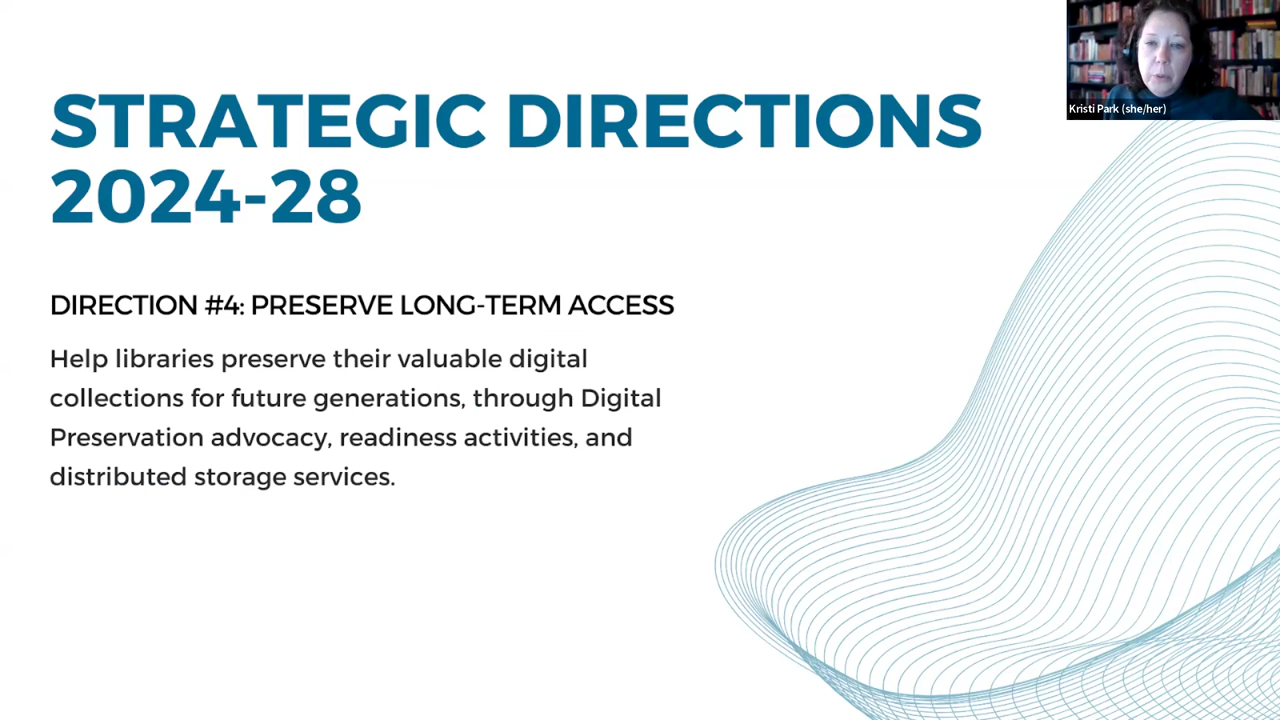 STRATEGIC DIRECTIONS
2024-28
DIRECTION #4: PRESERVE LONG-TERM ACCESS
Help libraries preserve their valuable digital
collections for future generations, through Digital
Preservation advocacy, readiness activities, and
distributed storage services.
Kristi Park (she/her)